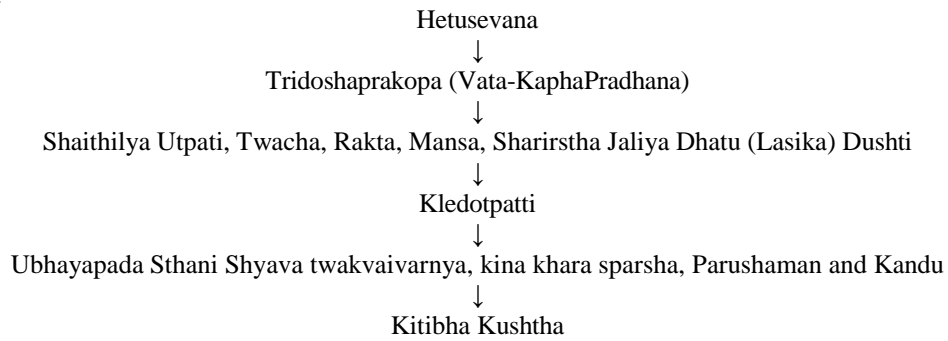 Hetusevana
↓
Tridoshaprakopa (Vata-KaphaPradhana)
↓
Shaithilya Utpati, Twacha, Rakta, Mansa, Sharirstha Jaliya Dhatu (Lasika) Dushti
↓
Kledotpatti
↓
Ubhayapada Sthani Shyava twakvaivarnya, kina khara sparsha, Parushaman and Kandu
↓
Kitibha Kushtha